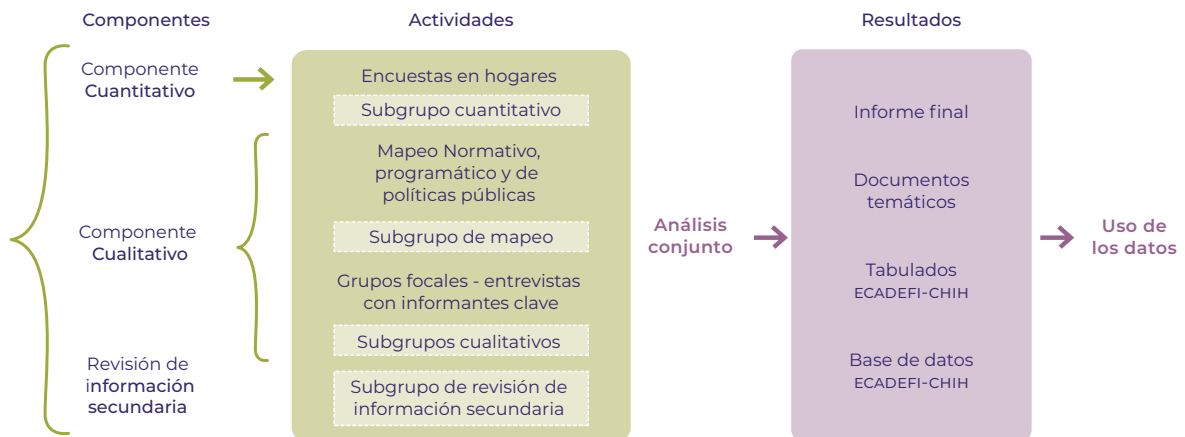 Componentes
Actividades
Resultados
Componente
Cuantitativo
Componente
Cualitativo
Revisión de
información
secundaria
Encuestas en hogares
Subgrupo cuantitativo
Mapeo Normativo,
programático y de
políticas públicas
Subgrupo de mapeo
Grupos focales - entrevistas
con informantes clave
Subgrupos cualitativos
Subgrupo de revisión de
información secundaria
Análisis
conjunto
Informe final
Documentos
temáticos
Tabulados
ECADEFI-CHIH
Base de datos
ECADEFI-CHIH
Uso de
los datos